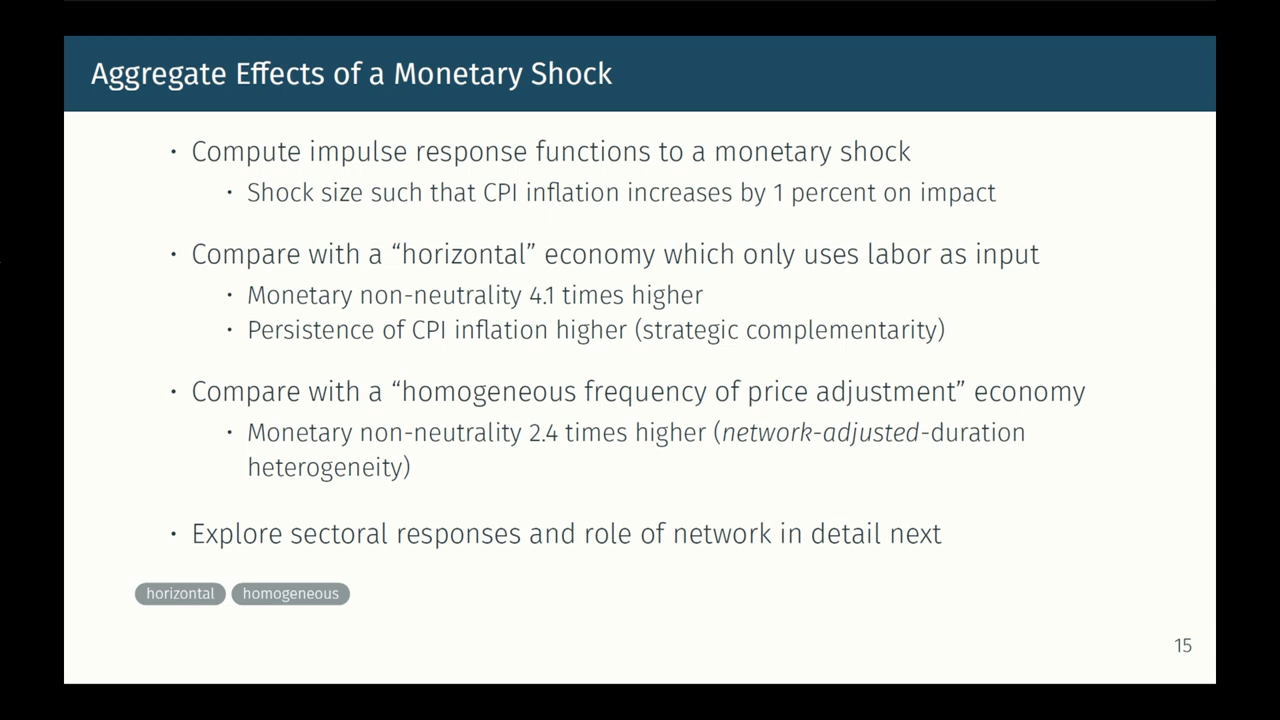 Aggregate Effects of a Monetary Shock
• Compute impulse response functions to a monetary shock
• Shock size such that CPI inflation increases by 1 percent on impact
• Compare with a “horizontal” economy which only uses labor as input
• Monetary non-neutrality 4.1 times higher
• Persistence of CPI inflation higher (strategic complementarity)
• Compare with a “homogeneous frequency of price adjustment” economy
• Monetary non-neutrality 2.4 times higher (network-adjusted-duration
heterogeneity)
• Explore sectoral responses and role of network in detail next
horizontal homogeneous
15